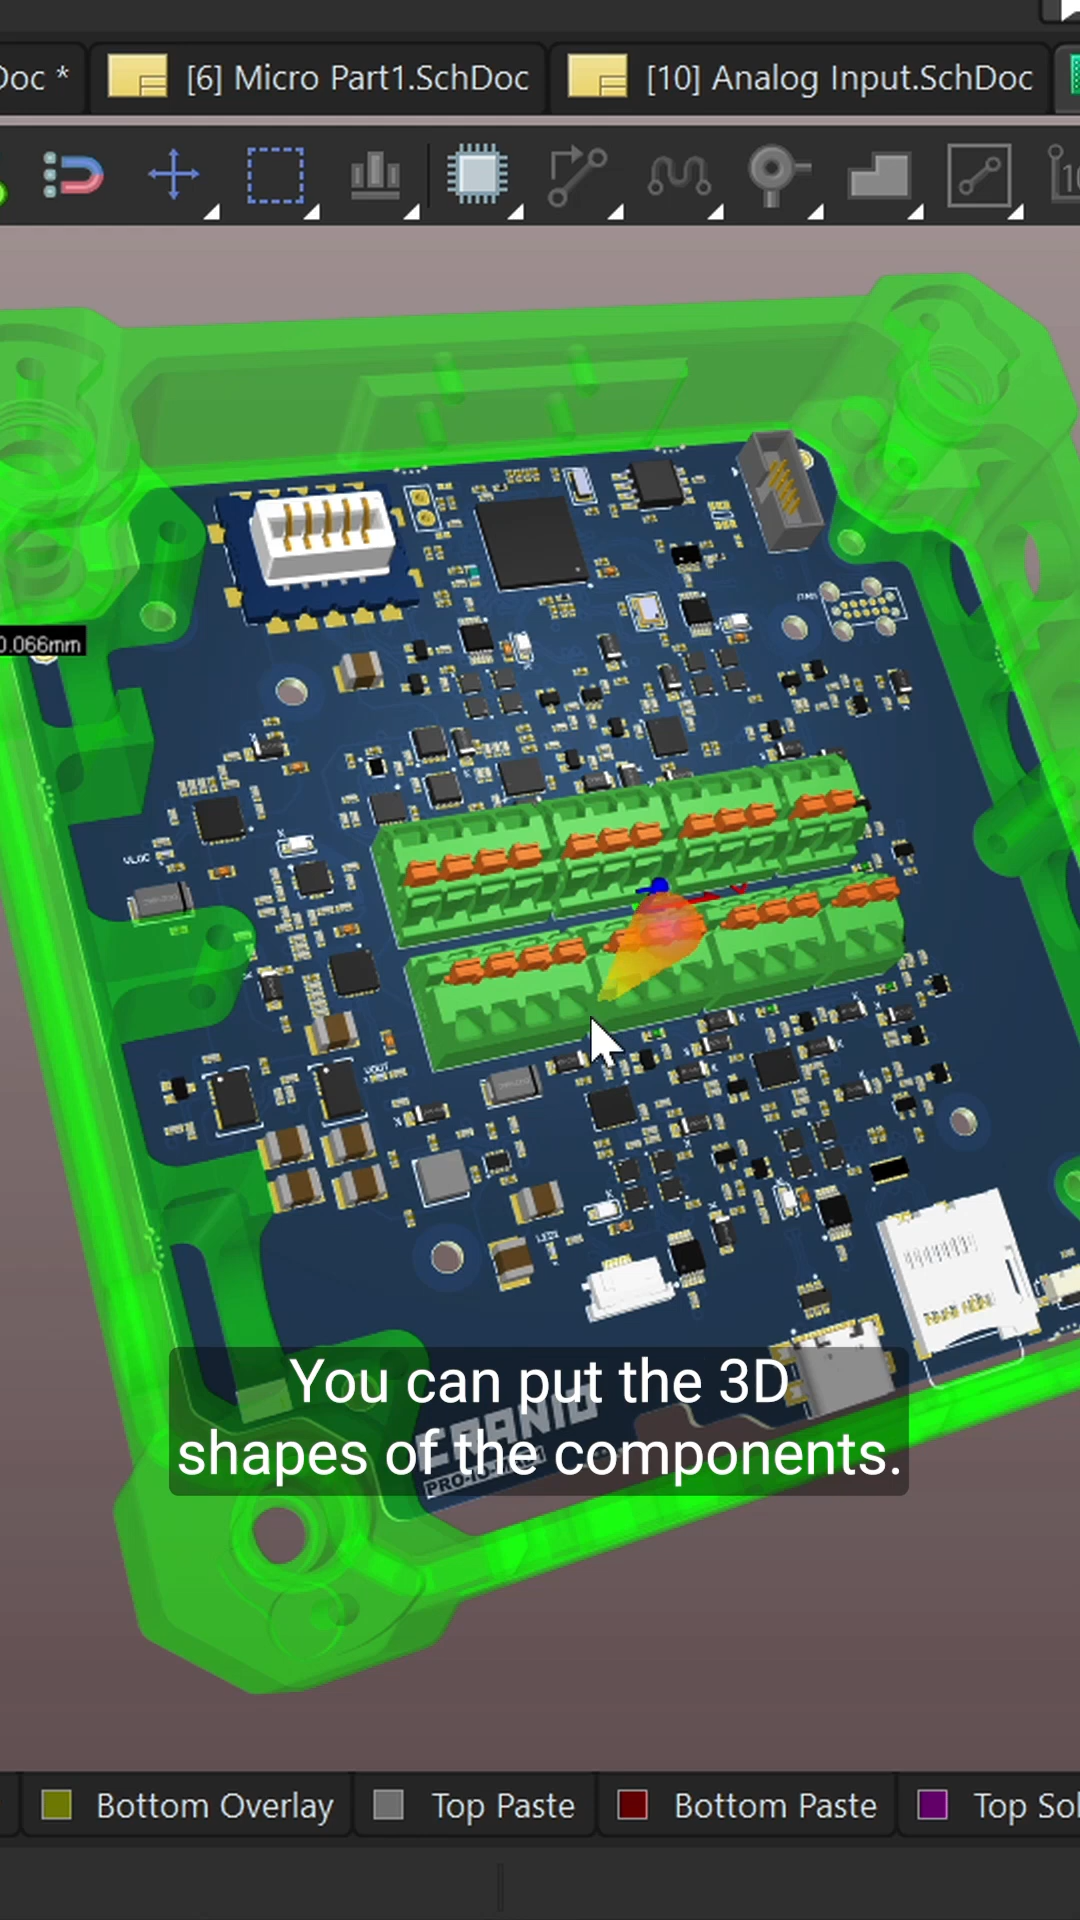 Doc *
[6] Micro Part1.SchDoc
[10] Analog Input.SchDoc
0.066mm
You can put the 3D
shapes of the components.
Bottom Overlay
Top Paste
Bottom Paste
Top Sol